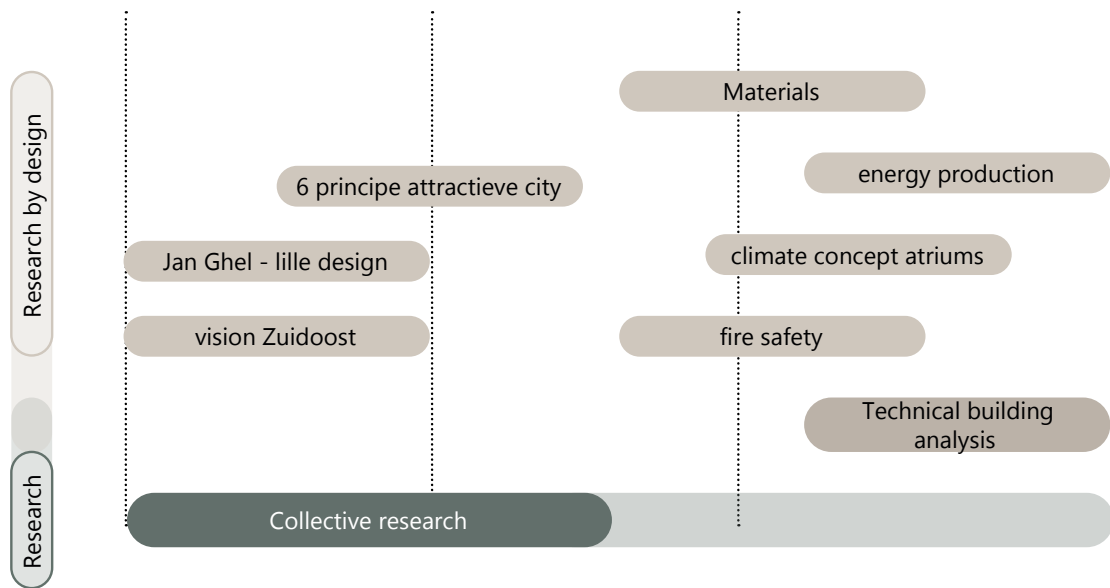 Research by design
Materials
6 principe attractieve city
energy production
Jan Ghel - lille design
climate concept atriums
vision Zuidoost
fire safety
Technical building
analysis
Research
Collective research